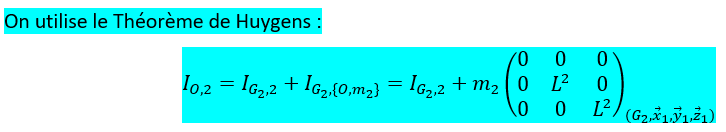 On utilise le Théorème de Huygens :
I_{O,2} = I_{G_2,2} + I_{G_2,\{O,m_2\}} = I_{G_2,2} + m_2 \begin{pmatrix} 0 & 0 & 0 \\ 0 & L^2 & 0 \\ 0 & 0 & L^2 \end{pmatrix}_{(G_2,\vec{x}_1,\vec{y}_1,\vec{z}_1)}